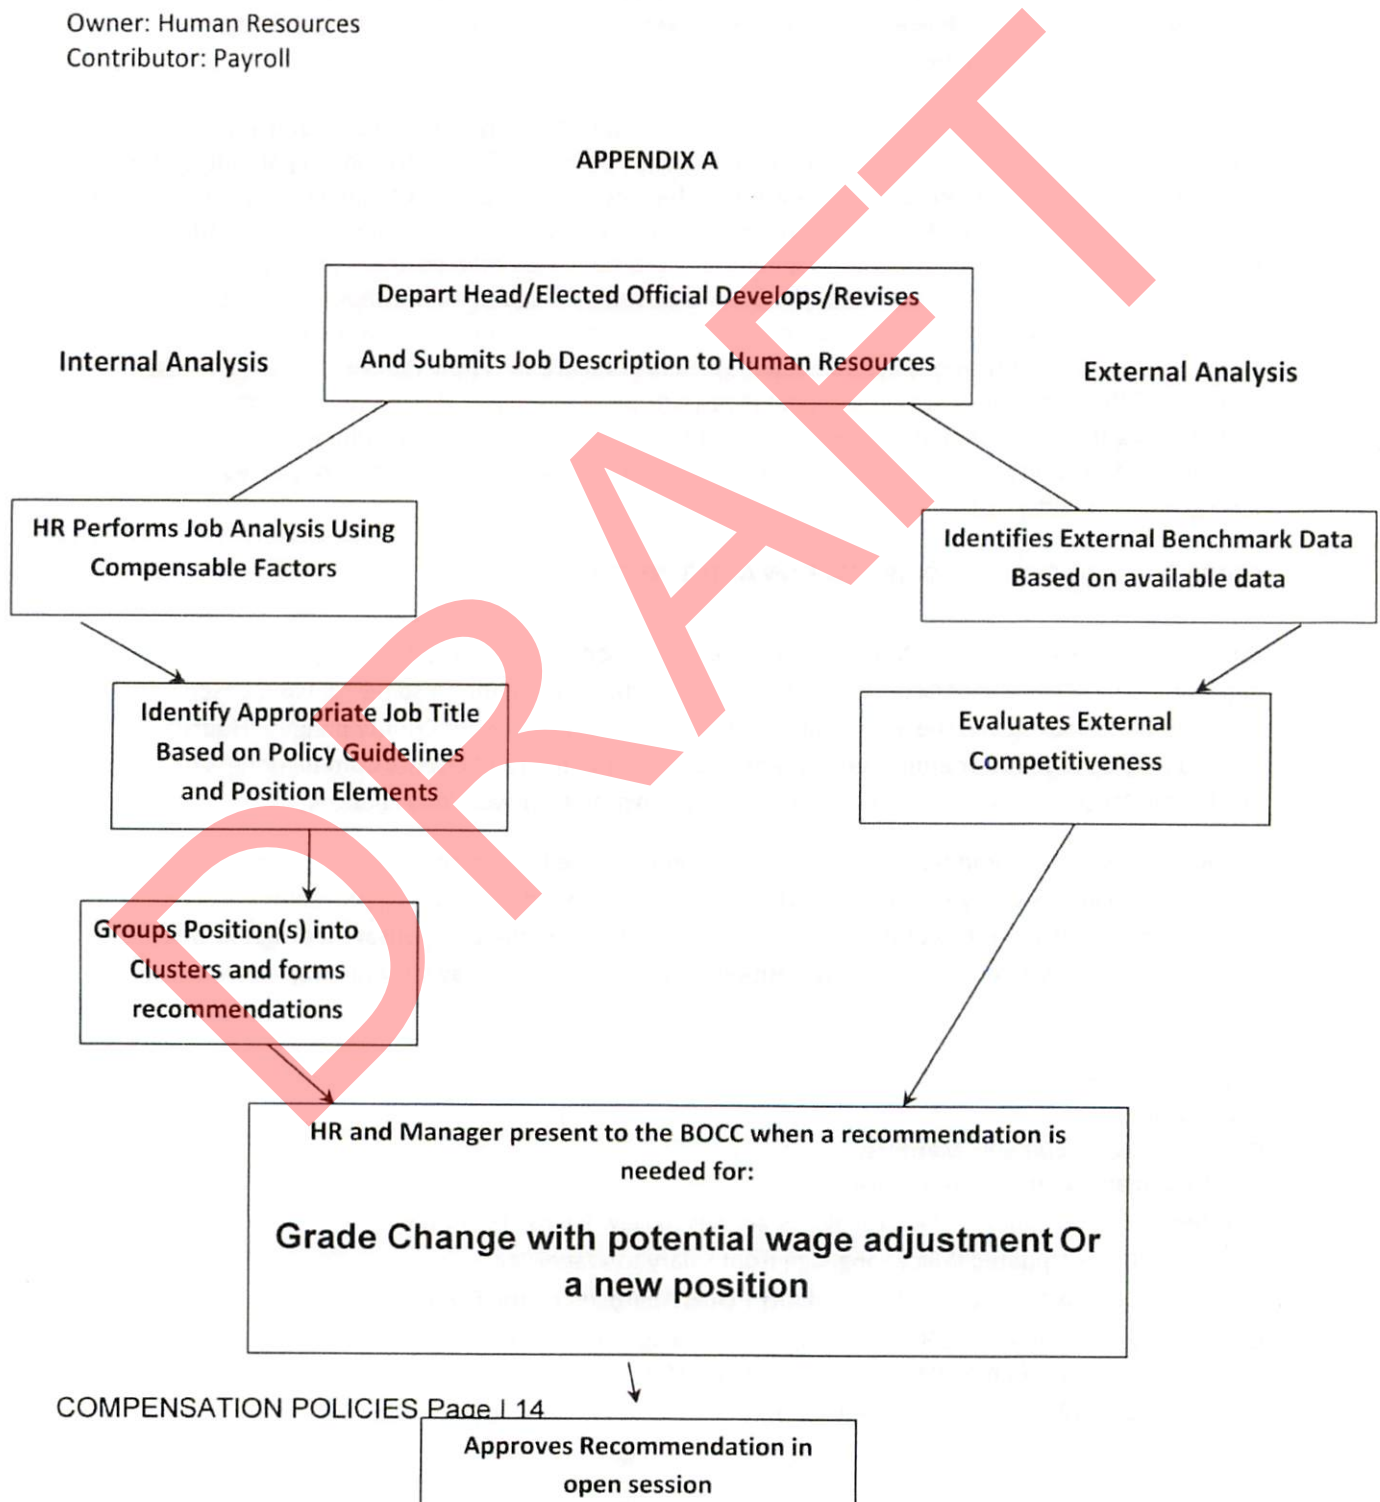 Owner: Human Resources
Contributor: Payroll
APPENDIX A
Depart Head/Elected Official Develops/Revises
And Submits Job Description to Human Resources
Internal Analysis
External Analysis
HR Performs Job Analysis Using
Compensable Factors
Identifies External Benchmark Data
Based on available data
Identify Appropriate Job Title
Based on Policy Guidelines
and Position Elements
Evaluates External
Competitiveness
Groups Position(s) into
Clusters and forms
recommendations
HR and Manager present to the BOCC when a recommendation is
needed for:
Grade Change with potential wage adjustment Or
a new position
COMPENSATION POLICIES Page | 14
Approves Recommendation in
open session
DRAFT